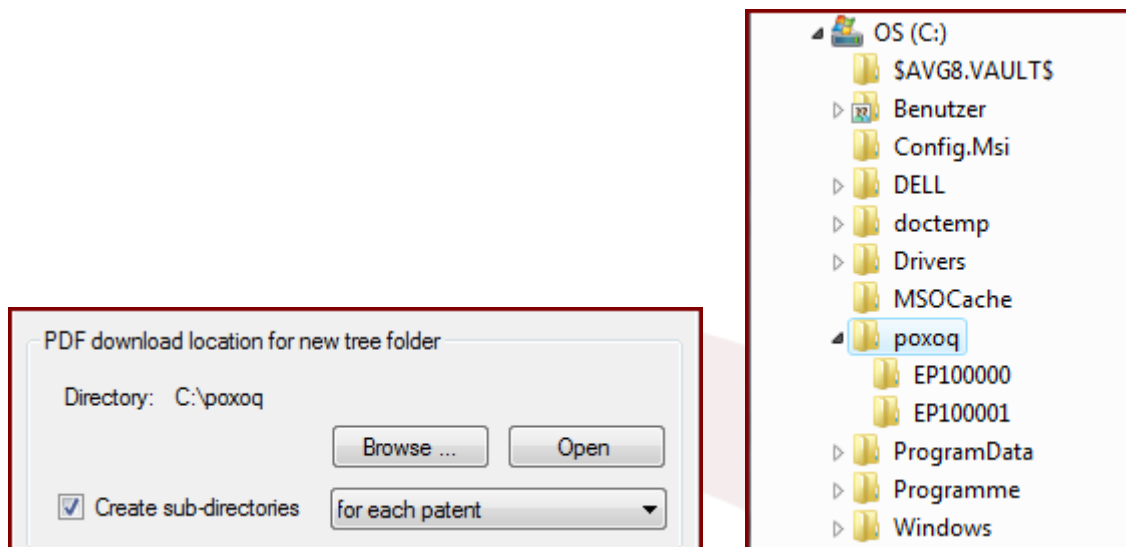 PDF download location for new tree folder
Directory: C:\poxoq
Browse ... Open
Create sub-directories for each patent
OS (C:)
$AVG8.VAULT$
Benutzer
Config.Msi
DELL
doctemp
Drivers
MSOCache
poxoq
EP100000
EP100001
ProgramData
Programme
Windows